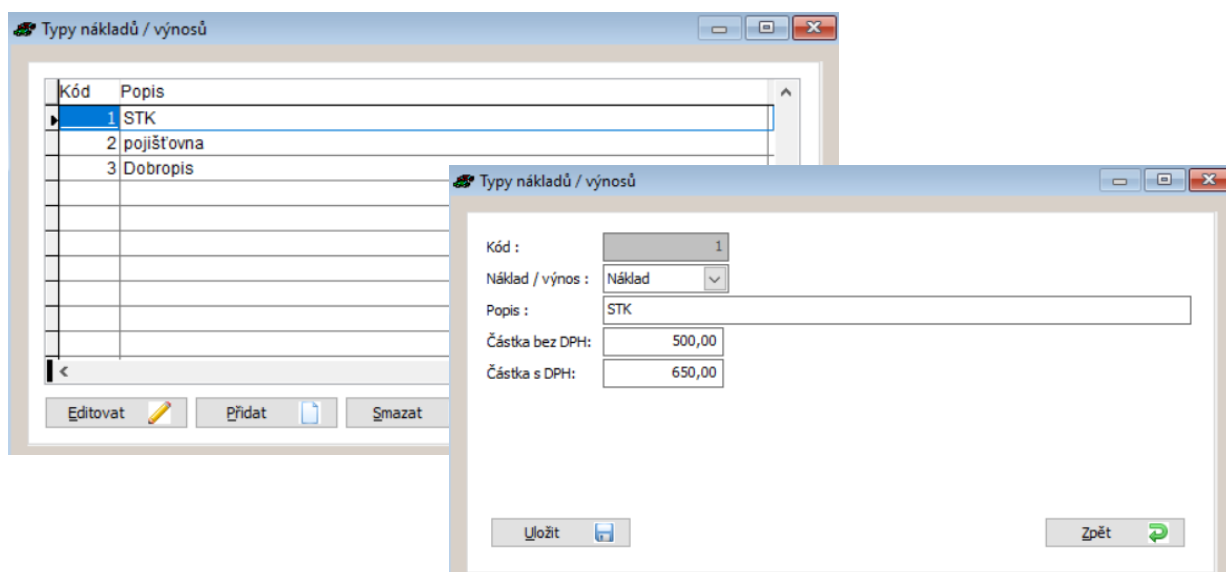 Typy nákladů / výnosů
Kód Popis
1 STK
2 pojišťovna
3 Dobropis
Editovat Přidat Smazat
Typy nákladů / výnosů
Kód : 1
Náklad / výnos : Náklad
Popis : STK
Částka bez DPH: 500,00
Částka s DPH: 650,00
Uložit Zpět